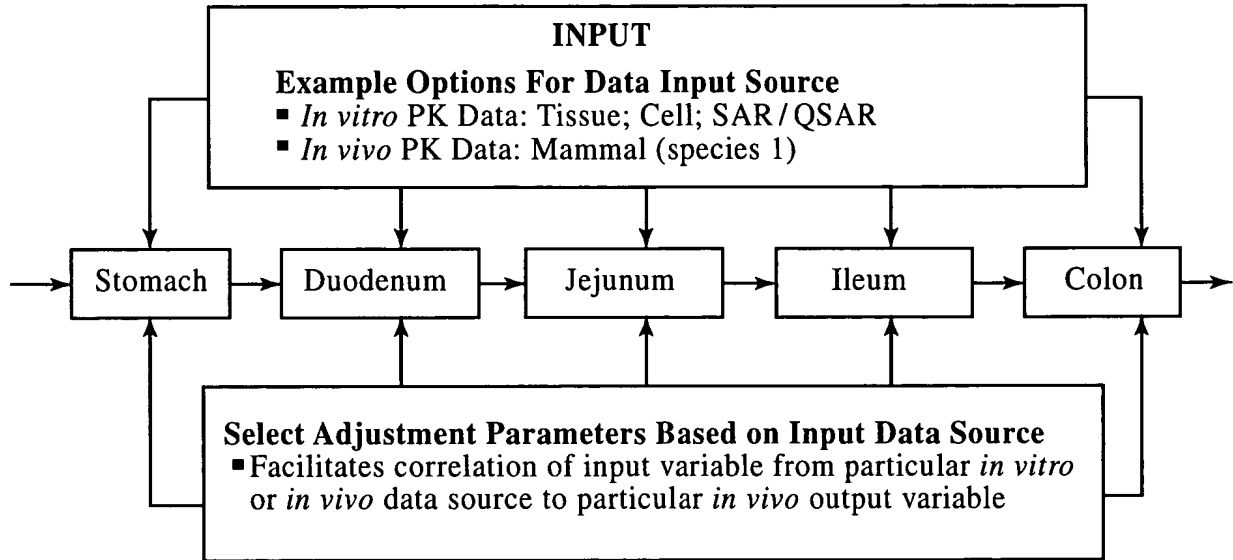 INPUT
Example Options For Data Input Source
▪ In vitro PK Data: Tissue; Cell; SAR/QSAR
▪ In vivo PK Data: Mammal (species 1)
Stomach Duodenum Jejunum Ileum Colon
Select Adjustment Parameters Based on Input Data Source
▪ Facilitates correlation of input variable from particular in vitro
or in vivo data source to particular in vivo output variable